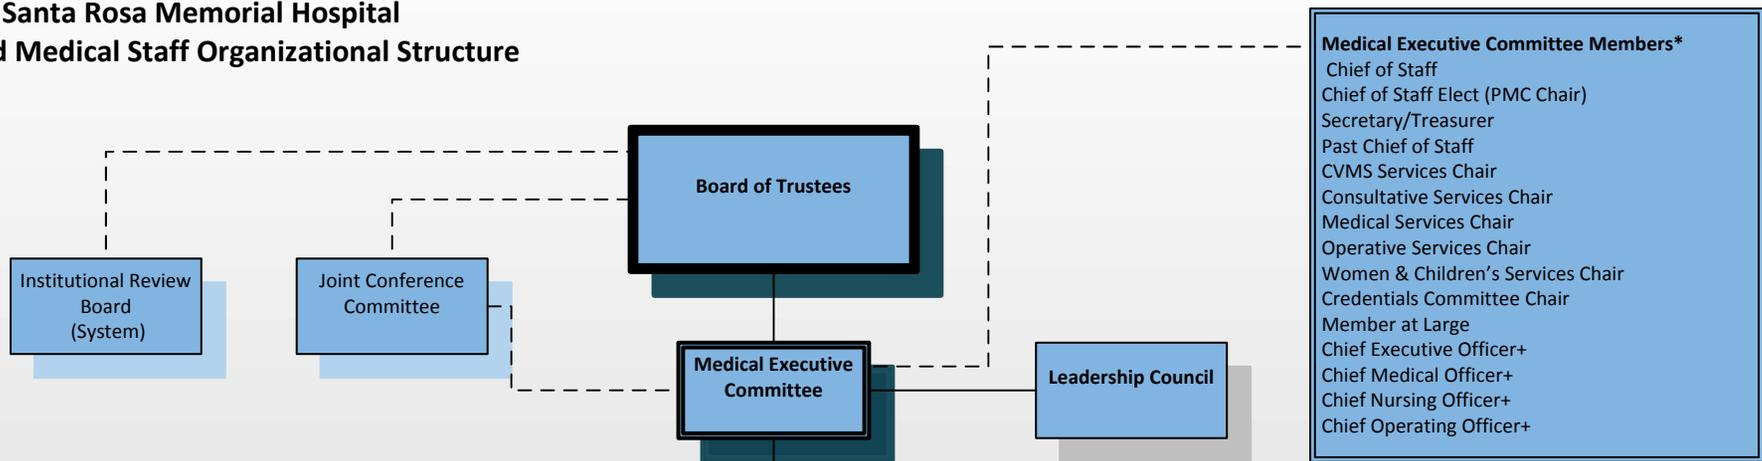 Santa Rosa Memorial Hospital
Medical Staff Organizational Structure
Board of Trustees
Institutional Review
Board
(System)
Joint Conference
Committee
Medical Executive
Committee
Leadership Council
Medical Executive Committee Members*
Chief of Staff
Chief of Staff Elect (PMC Chair)
Secretary/Treasurer
Past Chief of Staff
CVMS Services Chair
Consultative Services Chair
Medical Services Chair
Operative Services Chair
Women & Children’s Services Chair
Credentials Committee Chair
Member at Large
Chief Executive Officer+
Chief Medical Officer+
Chief Nursing Officer+
Chief Operating Officer+